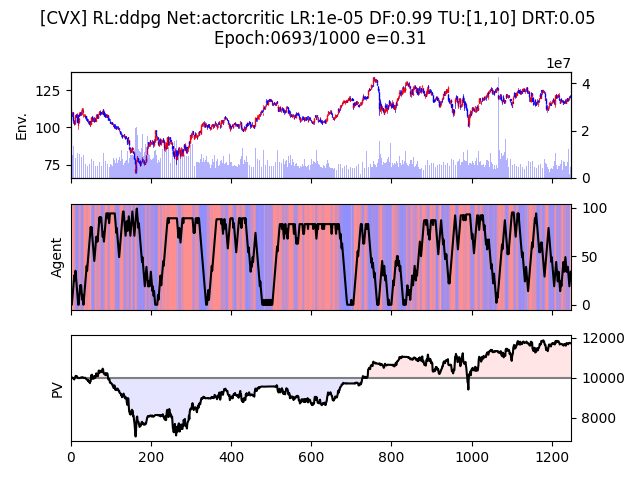 [CVX] RL:ddpg Net:actorcritic LR:1e-05 DF:0.99 TU:[1,10] DRT:0.05
Epoch:0693/1000 e=0.31
1e7
Env.
125
100
75
4
2
0
Agent
100
50
0
PV
12000
10000
8000
0 200 400 600 800 1000 1200